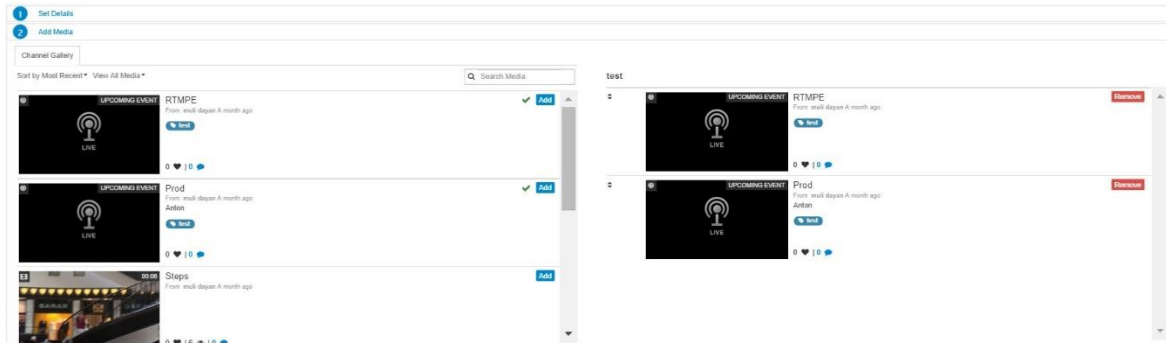 1 Set Details
2 Add Media
Channel Gallery
Sort by Most Recent View All Media
Search Media
UPCOMING EVENT
LIVE
RTMPE
From: muli dayan A month ago
test
0 | 0
Add
UPCOMING EVENT
LIVE
Prod
From: muli dayan A month ago
Anton
test
0 | 0
Add
00:06
Steps
From: muli dayan A month ago
Add
0 | 6 | 0
test
UPCOMING EVENT
LIVE
RTMPE
From: muli dayan A month ago
test
0 | 0
Remove
UPCOMING EVENT
LIVE
Prod
From: muli dayan A month ago
Anton
test
0 | 0
Remove